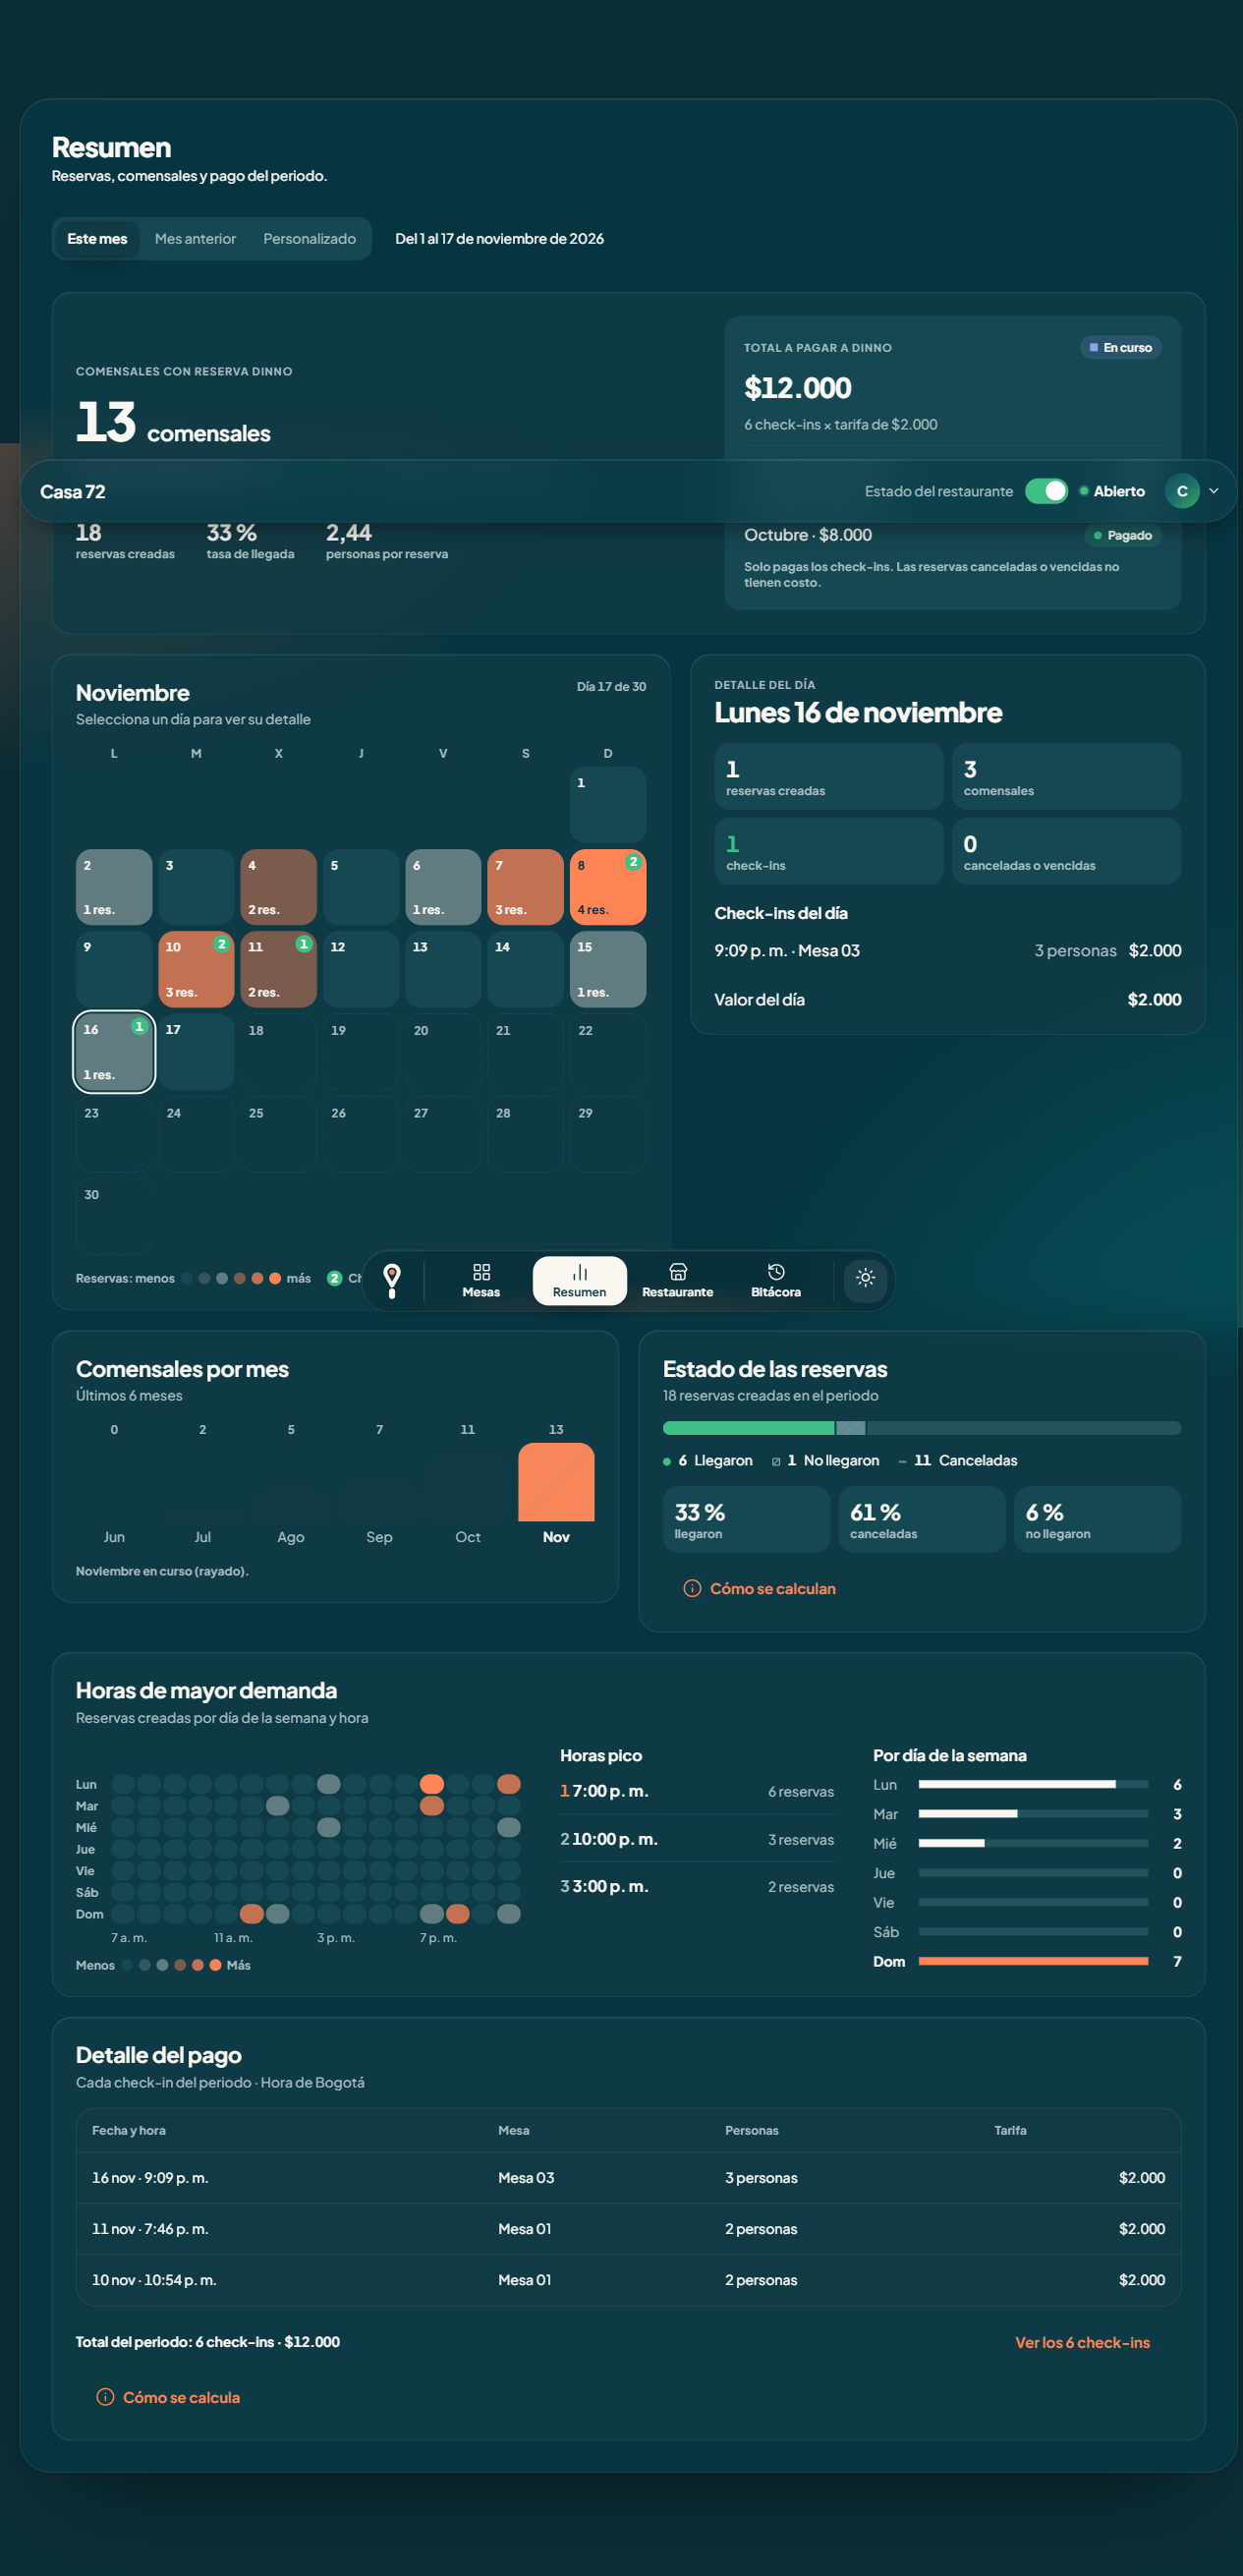 Resumen
Reservas, comensales y pago del periodo.
Este mes
Mes anterior
Personalizado
Del 1 al 17 de noviembre de 2026
COMENSALES CON RESERVA DINNO
13 comensales
TOTAL A PAGAR A DINNO
En curso
$12.000
6 check-ins × tarifa de $2.000
Casa 72
Estado del restaurante
Abierto
C
18
reservas creadas
33 %
tasa de llegada
2,44
personas por reserva
Octubre · $8.000
Pagado
Solo pagas los check-ins. Las reservas canceladas o vencidas no
tienen costo.
Noviembre
Día 17 de 30
Selecciona un día para ver su detalle
L M X J V S D
1
2 1 res.
3
4 2 res.
5
6 1 res.
7 3 res.
8 2 4 res.
9
10 2 3 res.
11 1 2 res.
12
13
14
15 1 res.
16 1 1 res.
17
18
19
20
21
22
23
24
25
26
27
28
29
30
Reservas: menos
más
2 Ch
DETALLE DEL DÍA
Lunes 16 de noviembre
1
reservas creadas
3
comensales
1
check-ins
0
canceladas o vencidas
Check-ins del día
9:09 p. m. · Mesa 03
3 personas $2.000
Valor del día
$2.000
Mesas
Resumen
Restaurante
Bitácora
Comensales por mes
Últimos 6 meses
0 2 5 7 11 13
Jun Jul Ago Sep Oct Nov
Noviembre en curso (rayado).
Estado de las reservas
18 reservas creadas en el periodo
6 Llegaron
1 No llegaron
11 Canceladas
33 %
llegaron
61 %
canceladas
6 %
no llegaron
Cómo se calculan
Horas de mayor demanda
Reservas creadas por día de la semana y hora
Lun
Mar
Mié
Jue
Vie
Sáb
Dom
7 a. m. 11 a. m. 3 p. m. 7 p. m.
Menos
Más
Horas pico
1 7:00 p. m. 6 reservas
2 10:00 p. m. 3 reservas
3 3:00 p. m. 2 reservas
Por día de la semana
Lun 6
Mar 3
Mié 2
Jue 0
Vie 0
Sáb 0
Dom 7
Detalle del pago
Cada check-in del periodo · Hora de Bogotá
Fecha y hora Mesa Personas Tarifa
16 nov · 9:09 p. m. Mesa 03 3 personas $2.000
11 nov · 7:46 p. m. Mesa 01 2 personas $2.000
10 nov · 10:54 p. m. Mesa 01 2 personas $2.000
Total del periodo: 6 check-ins · $12.000
Ver los 6 check-ins
Cómo se calcula